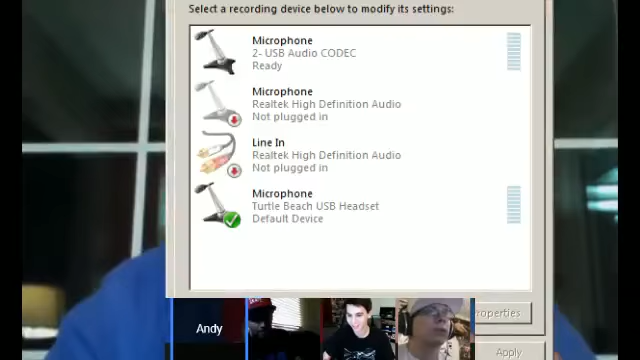 Select a recording device below to modify its settings:
Microphone
2- USB Audio CODEC
Ready
Microphone
Realtek High Definition Audio
Not plugged in
Line In
Realtek High Definition Audio
Not plugged in
Microphone
Turtle Beach USB Headset
Default Device
roperties
Andy
Apply